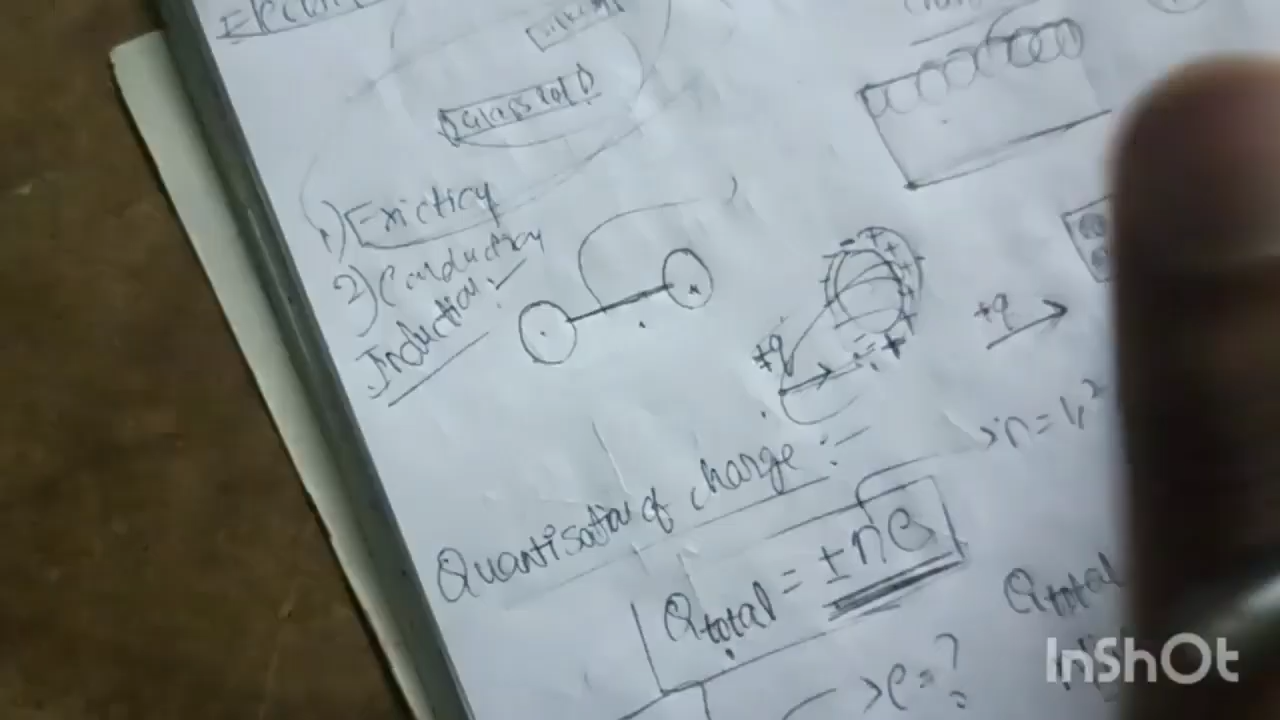 Glass rod
1) Friction
2) Conduction
Induction:-
+q
+q
Quantisation of charge :-
> n = 1, 2
Qtotal = ± ne
Qtotal
> e = ?
InShOt